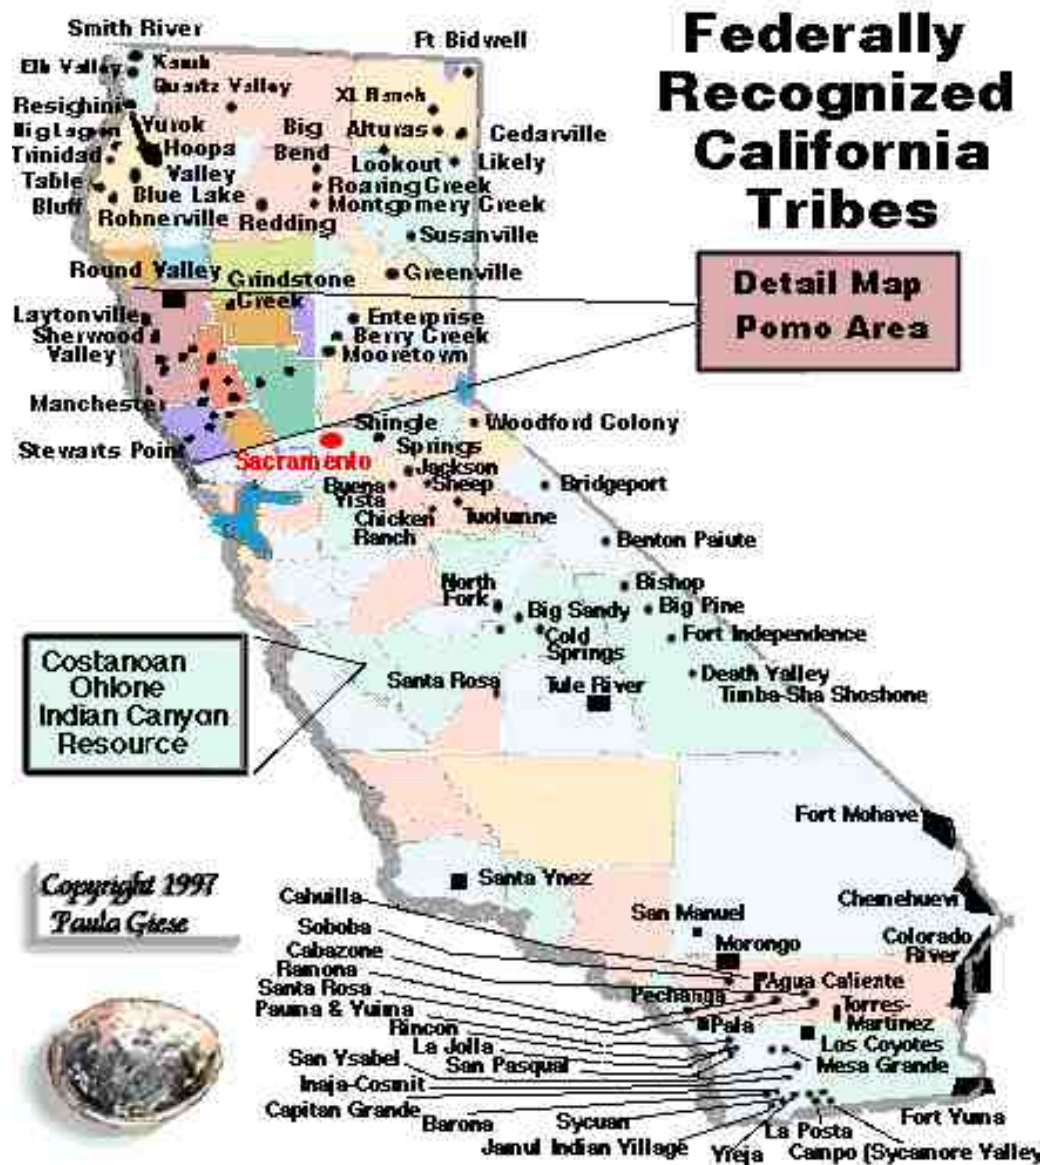 Federally
Recognized
California
Tribes
Smith River
Ft Bidwell
Elk Valley
Quartz Valley
XL Ranch
Resighini
Big Lagoon
Yurok
Big
Bend
Alturas
Cedarville
Trinidad
Hoopa
Valley
Lookout
Likely
Table
Bluff
Blue Lake
Roaring Creek
Rohnerville
Redding
Montgomery Creek
Susanville
Round Valley
Grindstone
Creek
Greenville
Detail Map
Pomo Area
Laytonville
Sherwood
Valley
Enterprise
Berry Creek
Mooretown
Manchester
Stewarts Point
Shingle
Springs
Woodford Colony
Sacramento
Jackson
Buena
Vista
Sheep
Bridgeport
Chicken
Ranch
Tuolumne
Benton Paiute
North
Fork
Bishop
Big Sandy
Big Pine
Cold
Springs
Fort Independence
Costanoan
Ohlone
Indian Canyon
Resource
Santa Rosa
Tule River
Death Valley
Timba-Sha Shoshone
Fort Mohave
Copyright 1997
Paula Giese
Santa Ynez
Cahuilla
San Manuel
Chemehuevi
Soboba
Morongo
Colorado
River
Cabazone
Ramona
Agua Caliente
Santa Rosa
Pechanga
Torres-
Martinez
Pauma & Yuima
Rincon
Pala
Los Coyotes
La Jolla
San Pasqual
Mesa Grande
San Ysabel
Inaja-Cosmit
Capitan Grande
Barona
Sycuan
Jamul Indian Village
Vieja
La Posta
Fort Yuma
Campo (Sycamore Valley